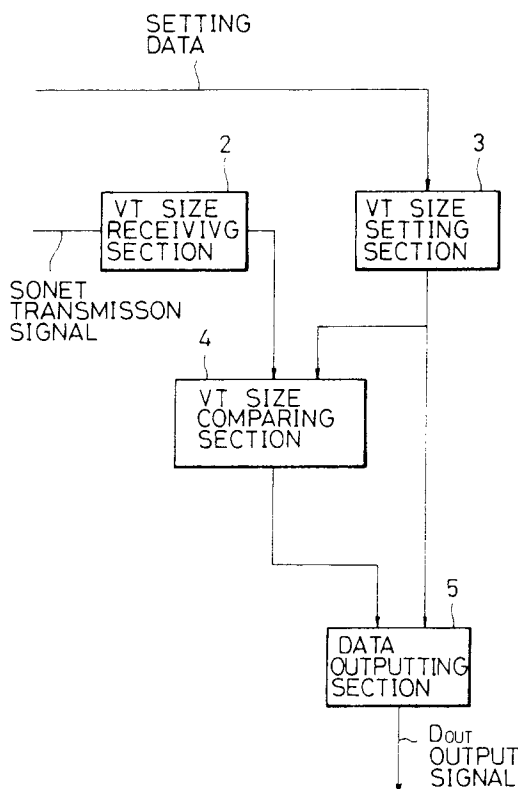 SETTING
DATA
2
3
VT SIZE
RECEIVIVG
SECTION
VT SIZE
SETTING
SECTION
SONET
TRANSMISSON
SIGNAL
4
VT SIZE
COMPARING
SECTION
5
DATA
OUTPUTTING
SECTION
DOUT
OUTPUT
SIGNAL